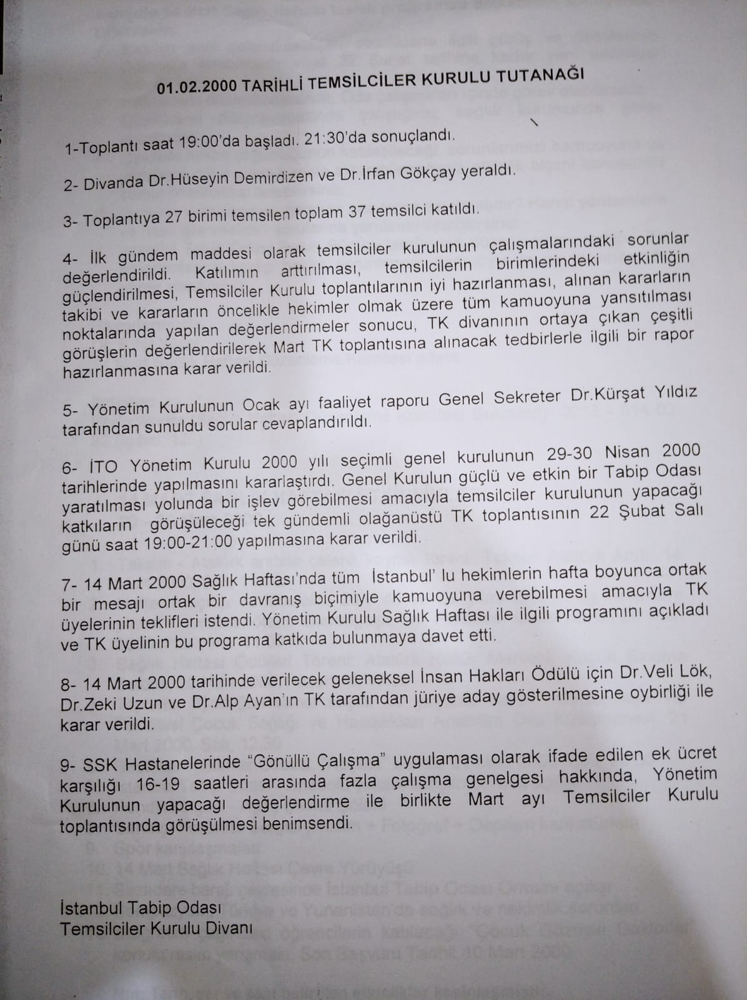 01.02.2000 TARİHLİ TEMSİLCİLER KURULU TUTANAĞI
1-Toplantı saat 19:00'da başladı. 21:30'da sonuçlandı.
2- Divanda Dr.Hüseyin Demirdizen ve Dr.İrfan Gökçay yeraldı.
3- Toplantıya 27 birimi temsilen toplam 37 temsilci katıldı.
4- İlk gündem maddesi olarak temsilciler kurulunun çalışmalarındaki sorunlar
değerlendirildi. Katılımın arttırılması, temsilcilerin birimlerindeki etkinliğin
güçlendirilmesi, Temsilciler Kurulu toplantılarının iyi hazırlanması, alınan kararların
takibi ve kararların öncelikle hekimler olmak üzere tüm kamuoyuna yansıtılması
noktalarında yapılan değerlendirmeler sonucu, TK divanının ortaya çıkan çeşitli
görüşlerin değerlendirilerek Mart TK toplantısına alınacak tedbirlerle ilgili bir rapor
hazırlanmasına karar verildi.
5- Yönetim Kurulunun Ocak ayı faaliyet raporu Genel Sekreter Dr.Kürşat Yıldız
tarafından sunuldu sorular cevaplandırıldı.
6- İTO Yönetim Kurulu 2000 yılı seçimli genel kurulunun 29-30 Nisan 2000
tarihlerinde yapılmasını kararlaştırdı. Genel Kurulun güçlü ve etkin bir Tabip Odası
yaratılması yolunda bir işlev görebilmesi amacıyla temsilciler kurulunun yapacağı
katkıların görüşüleceği tek gündemli olağanüstü TK toplantısının 22 Şubat Salı
günü saat 19:00-21:00 yapılmasına karar verildi.
7- 14 Mart 2000 Sağlık Haftası'nda tüm İstanbul' lu hekimlerin hafta boyunca ortak
bir mesajı ortak bir davranış biçimiyle kamuoyuna verebilmesi amacıyla TK
üyelerinin teklifleri istendi. Yönetim Kurulu Sağlık Haftası ile ilgili programını açıkladı
ve TK üyelinin bu programa katkıda bulunmaya davet etti.
8- 14 Mart 2000 tarihinde verilecek geleneksel İnsan Hakları Ödülü için Dr.Veli Lök,
Dr.Zeki Uzun ve Dr.Alp Ayan'ın TK tarafından jüriye aday gösterilmesine oybirliği ile
karar verildi.
9- SSK Hastanelerinde “Gönüllü Çalışma” uygulaması olarak ifade edilen ek ücret
karşılığı 16-19 saatleri arasında fazla çalışma genelgesi hakkında, Yönetim
Kurulunun yapacağı değerlendirme ile birlikte Mart ayı Temsilciler Kurulu
toplantısında görüşülmesi benimsendi.
İstanbul Tabip Odası
Temsilciler Kurulu Divanı